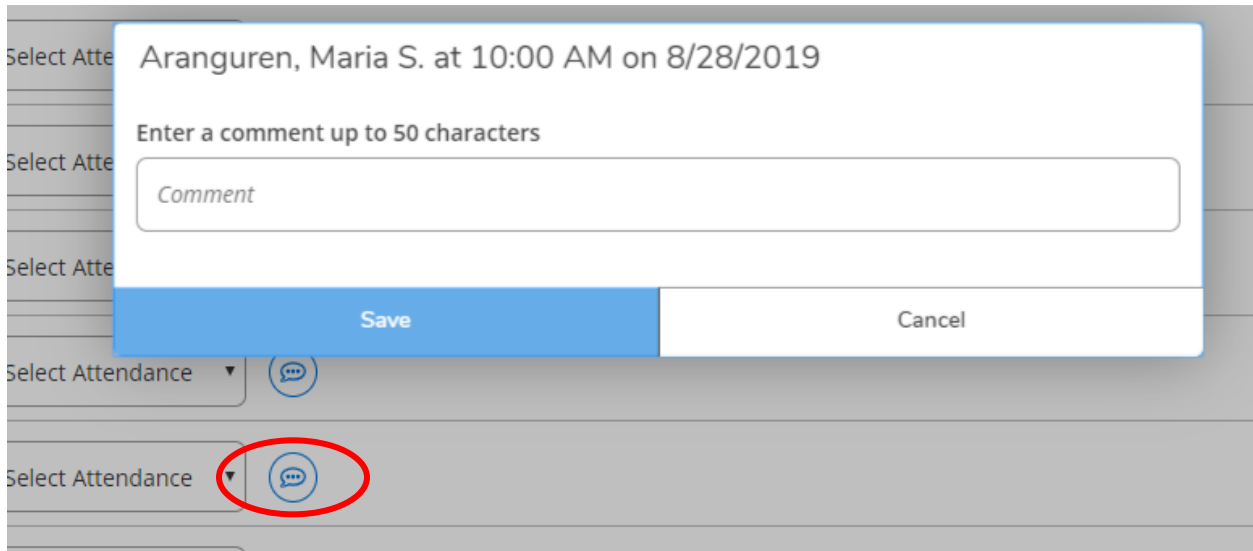 Select Atte
Aranguren, Maria S. at 10:00 AM on 8/28/2019
Enter a comment up to 50 characters
Select Atte
Comment
Select Atte
Save
Cancel
Select Attendance
Select Attendance